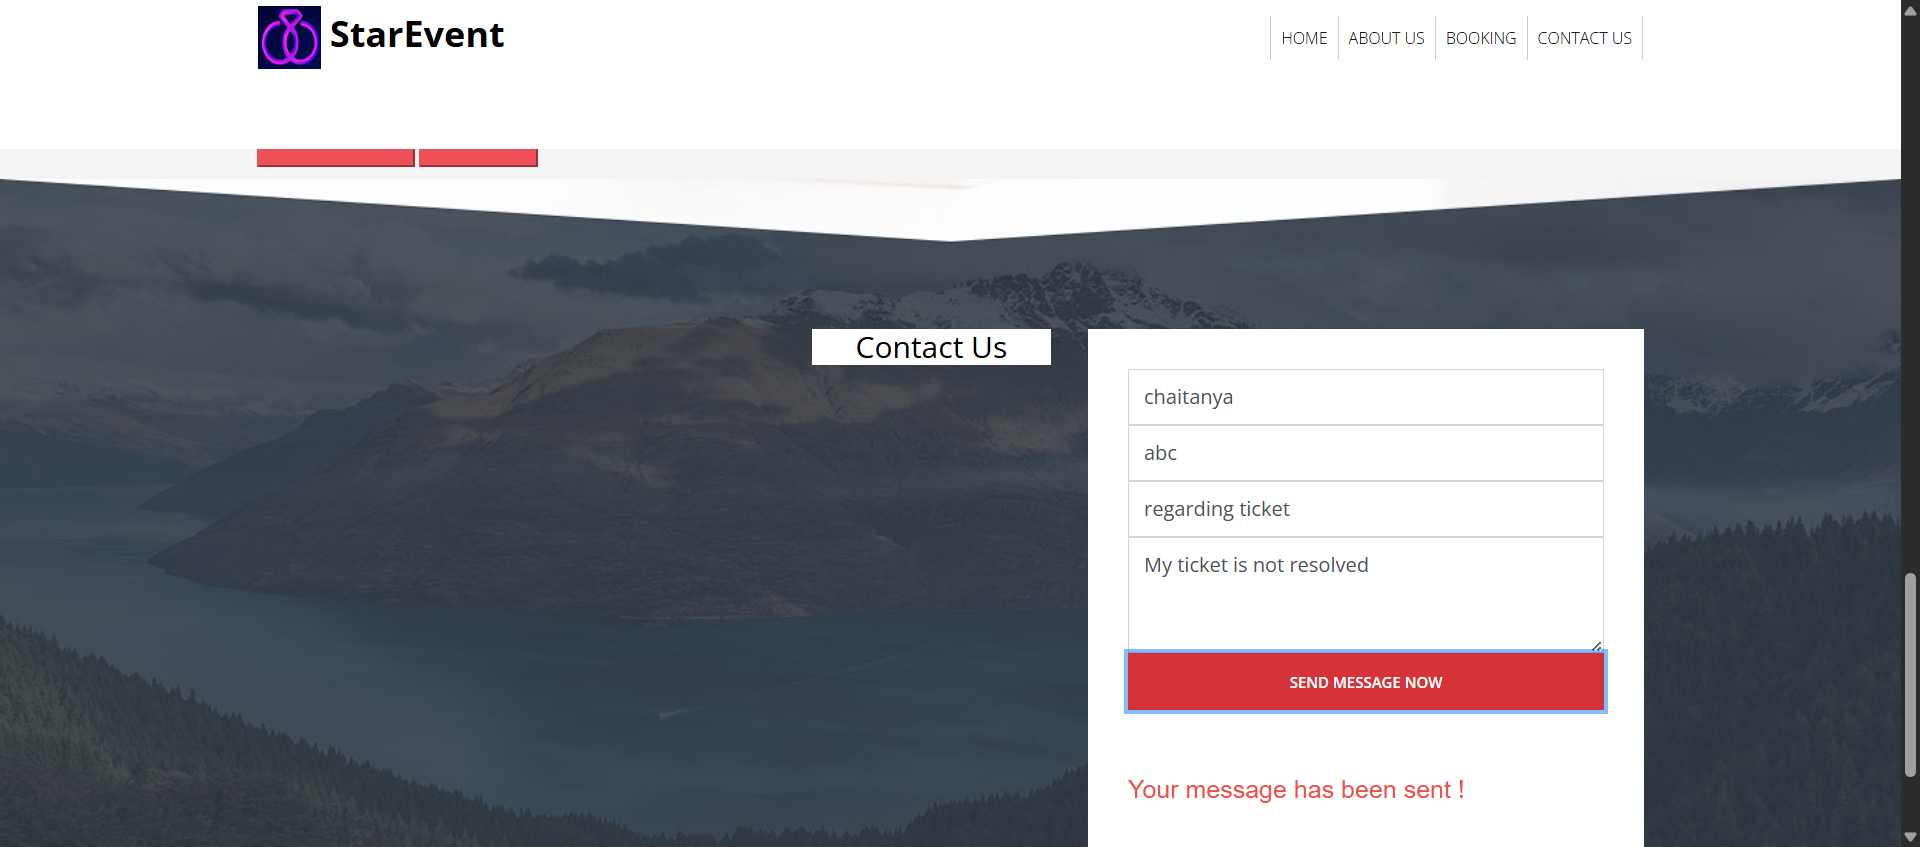 StarEvent
HOME
ABOUT US
BOOKING
CONTACT US
Contact Us
chaitanya
abc
regarding ticket
My ticket is not resolved
SEND MESSAGE NOW
Your message has been sent !